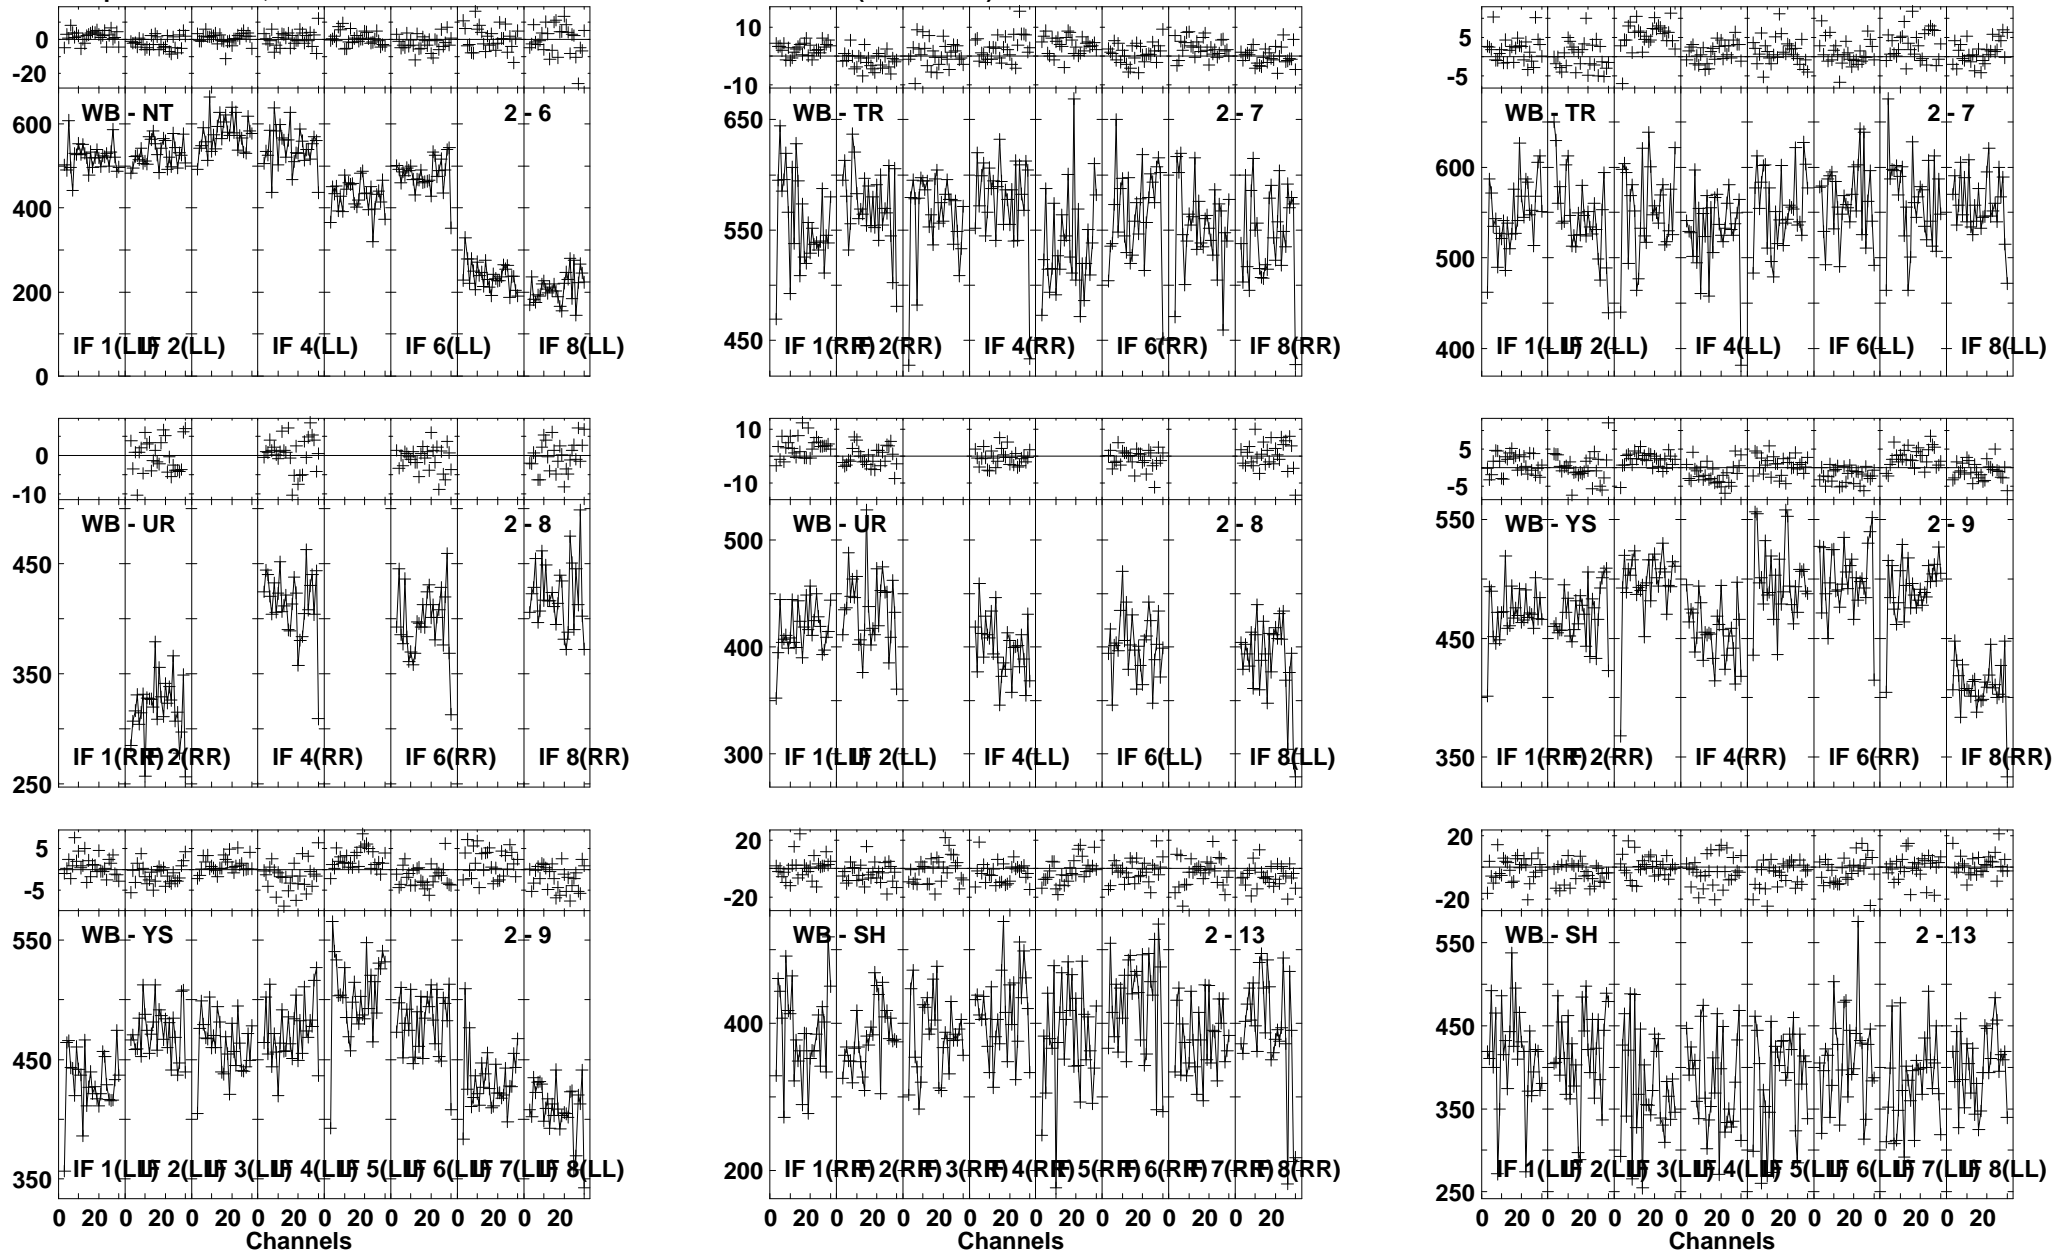 0
-20
10
-10
5
-5
WB - NT 2 - 6
WB - TR 2 - 7
WB - TR 2 - 7
600
400
200
0
650
550
450
600
500
400
IF 1(LL) IF 2(LL) IF 4(LL) IF 6(LL) IF 8(LL)
IF 1(RR) IF 2(RR) IF 4(RR) IF 6(RR) IF 8(RR)
IF 1(LL) IF 2(LL) IF 4(LL) IF 6(LL) IF 8(LL)
0
-10
10
-10
5
-5
WB - UR 2 - 8
WB - UR 2 - 8
WB - YS 2 - 9
450
350
250
500
400
300
550
450
350
IF 1(RR) IF 2(RR) IF 4(RR) IF 6(RR) IF 8(RR)
IF 1(LL) IF 2(LL) IF 4(LL) IF 6(LL) IF 8(LL)
IF 1(RR) IF 2(RR) IF 4(RR) IF 6(RR) IF 8(RR)
5
-5
20
-20
20
-20
WB - YS 2 - 9
WB - SH 2 - 13
WB - SH 2 - 13
550
450
350
400
200
550
450
350
250
IF 1(LL) IF 2(LL) IF 3(LL) IF 4(LL) IF 5(LL) IF 6(LL) IF 7(LL) IF 8(LL)
IF 1(RR) IF 2(RR) IF 3(RR) IF 4(RR) IF 5(RR) IF 6(RR) IF 7(RR) IF 8(RR)
IF 1(LL) IF 2(LL) IF 3(LL) IF 4(LL) IF 5(LL) IF 6(LL) IF 7(LL) IF 8(LL)
0 20 0 20 0 20 0 20 0 20 0 20 0 20 0 20
0 20 0 20 0 20 0 20 0 20 0 20 0 20 0 20
0 20 0 20 0 20 0 20 0 20 0 20 0 20 0 20
Channels
Channels
Channels